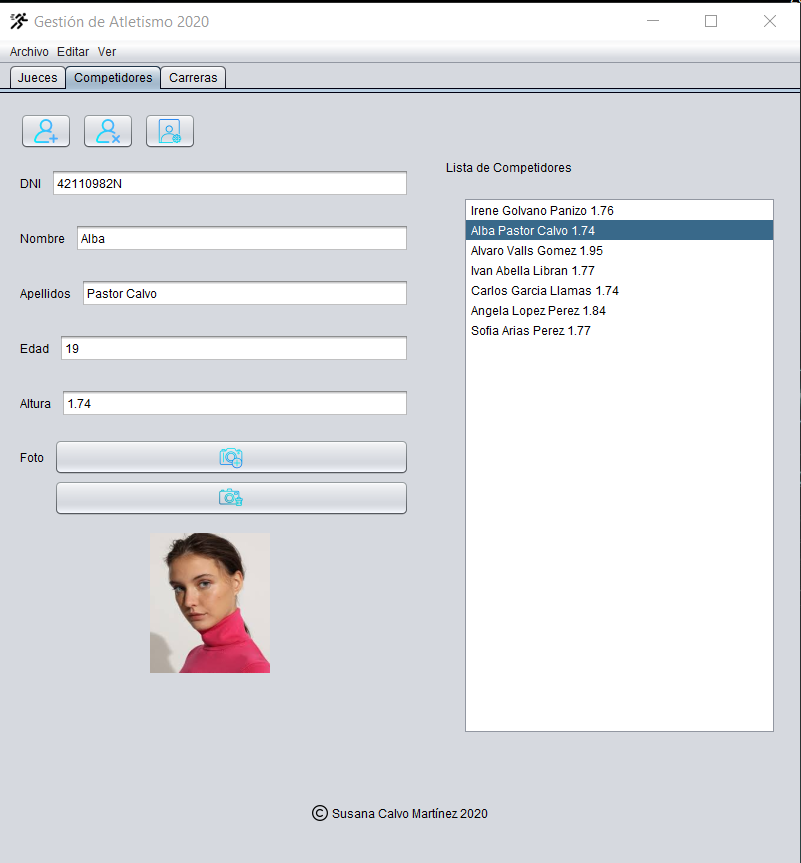 Gestión de Atletismo 2020
Archivo Editar Ver
Jueces Competidores Carreras
DNI 42110982N
Nombre Alba
Apellidos Pastor Calvo
Edad 19
Altura 1.74
Foto
Lista de Competidores
Irene Golvano Panizo 1.76
Alba Pastor Calvo 1.74
Alvaro Valls Gomez 1.95
Ivan Abella Libran 1.77
Carlos Garcia Llamas 1.74
Angela Lopez Perez 1.84
Sofia Arias Perez 1.77
© Susana Calvo Martínez 2020